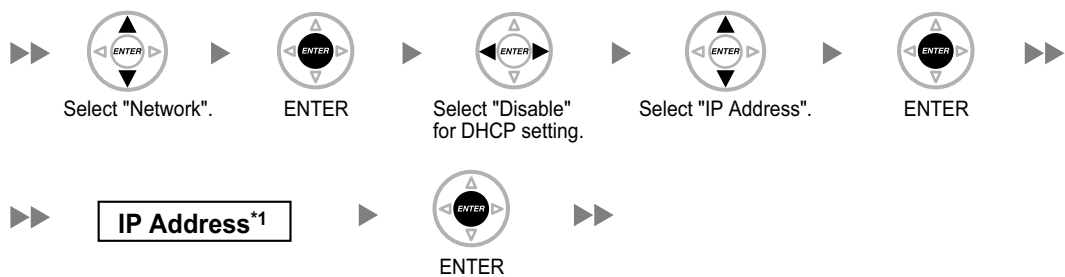 ENTER ENTER ENTER ENTER ENTER
Select "Network". ENTER Select "Disable" Select "IP Address". ENTER
for DHCP setting.
IP Address*1 ENTER
ENTER